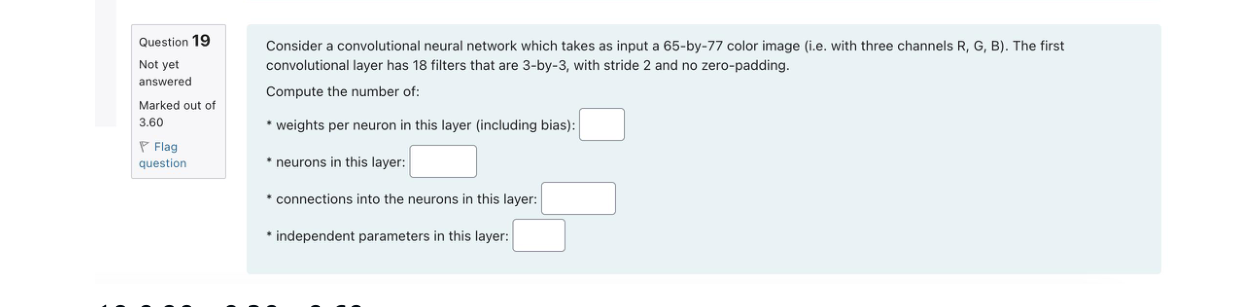 Question 19
Not yet
answered
Marked out of
3.60
Flag
question
Consider a convolutional neural network which takes as input a 65-by-77 color image (i.e. with three channels R, G, B). The first
convolutional layer has 18 filters that are 3-by-3, with stride 2 and no zero-padding.
Compute the number of:
* weights per neuron in this layer (including bias):
* neurons in this layer:
* connections into the neurons in this layer:
* independent parameters in this layer: